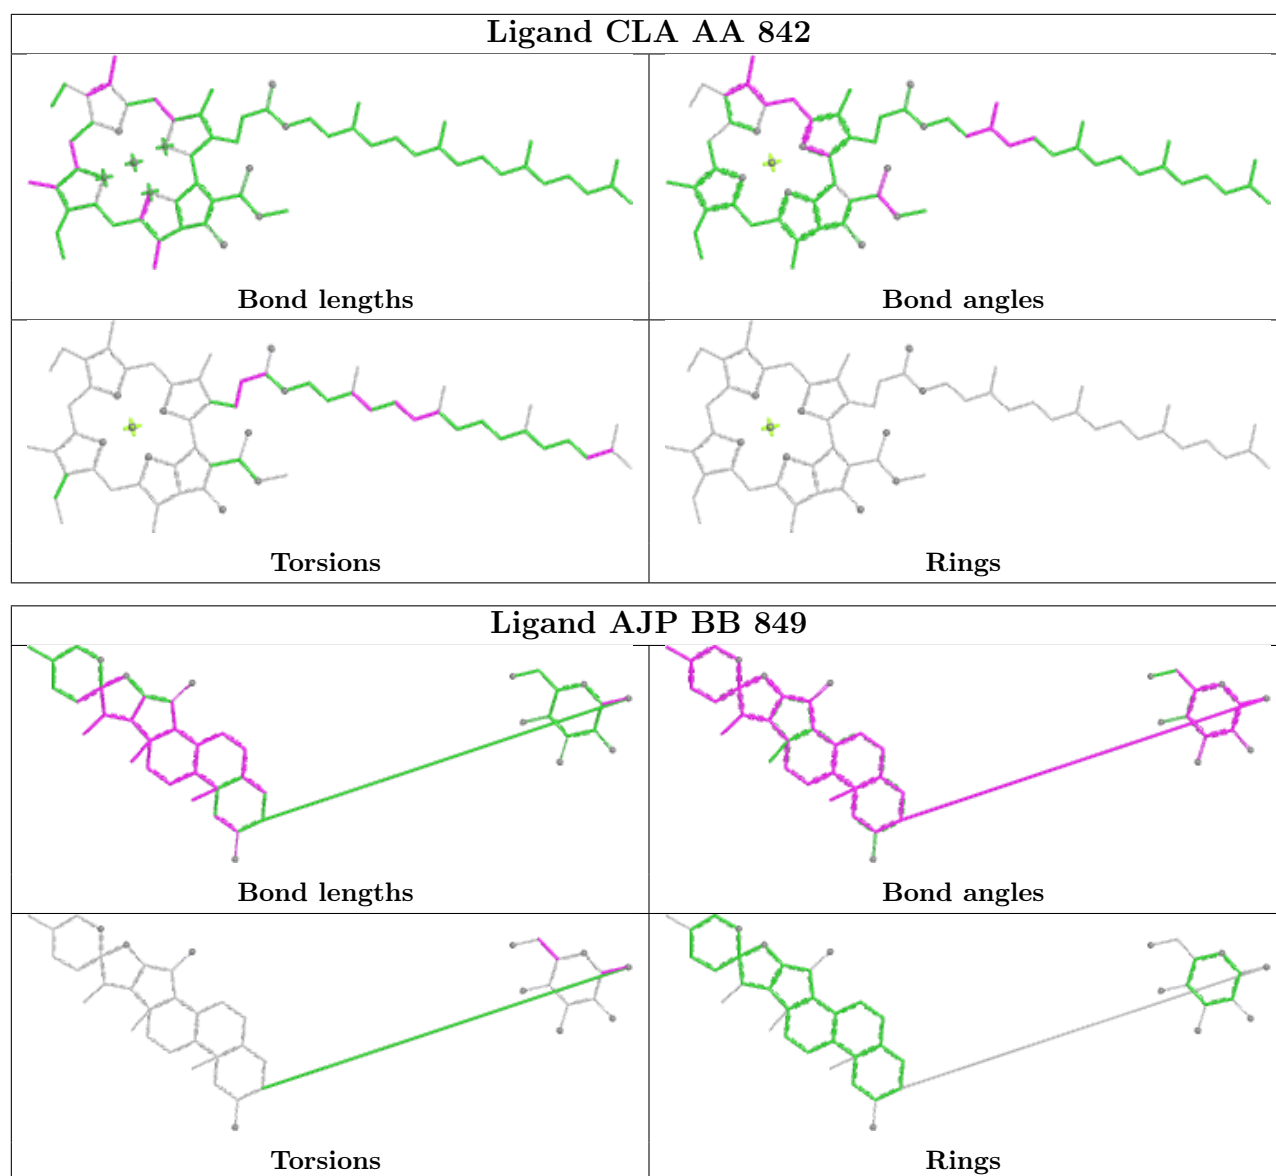 Ligand CLA AA 842
Bond lengths
Bond angles
Torsions
Rings
Ligand AJP BB 849
Bond lengths
Bond angles
Torsions
Rings